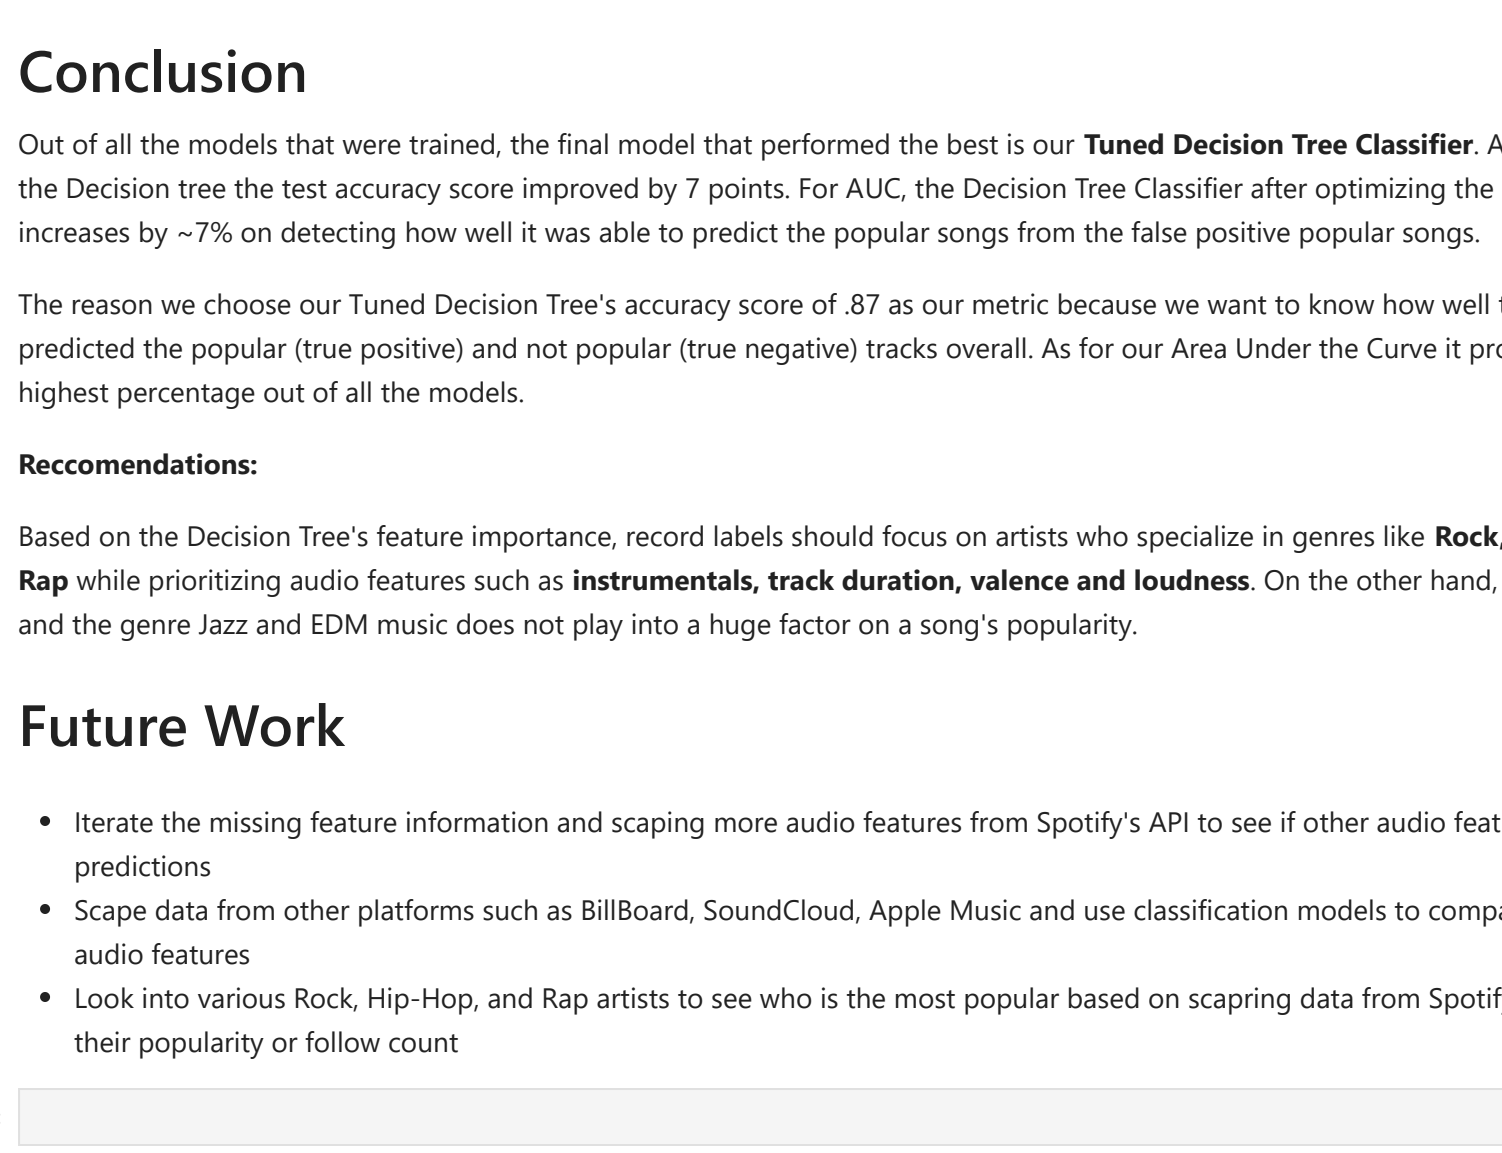 Conclusion
Out of all the models that were trained, the final model that performed the best is our Tuned Decision Tree Classifier. A
the Decision tree the test accuracy score improved by 7 points. For AUC, the Decision Tree Classifier after optimizing the
increases by ~7% on detecting how well it was able to predict the popular songs from the false positive popular songs.
The reason we choose our Tuned Decision Tree's accuracy score of .87 as our metric because we want to know how well t
predicted the popular (true positive) and not popular (true negative) tracks overall. As for our Area Under the Curve it pro
highest percentage out of all the models.
Reccomendations:
Based on the Decision Tree's feature importance, record labels should focus on artists who specialize in genres like Rock,
Rap while prioritizing audio features such as instrumentals, track duration, valence and loudness. On the other hand,
and the genre Jazz and EDM music does not play into a huge factor on a song's popularity.
Future Work
• Iterate the missing feature information and scaping more audio features from Spotify's API to see if other audio feat
predictions
• Scape data from other platforms such as BillBoard, SoundCloud, Apple Music and use classification models to compa
audio features
• Look into various Rock, Hip-Hop, and Rap artists to see who is the most popular based on scapring data from Spotify
their popularity or follow count